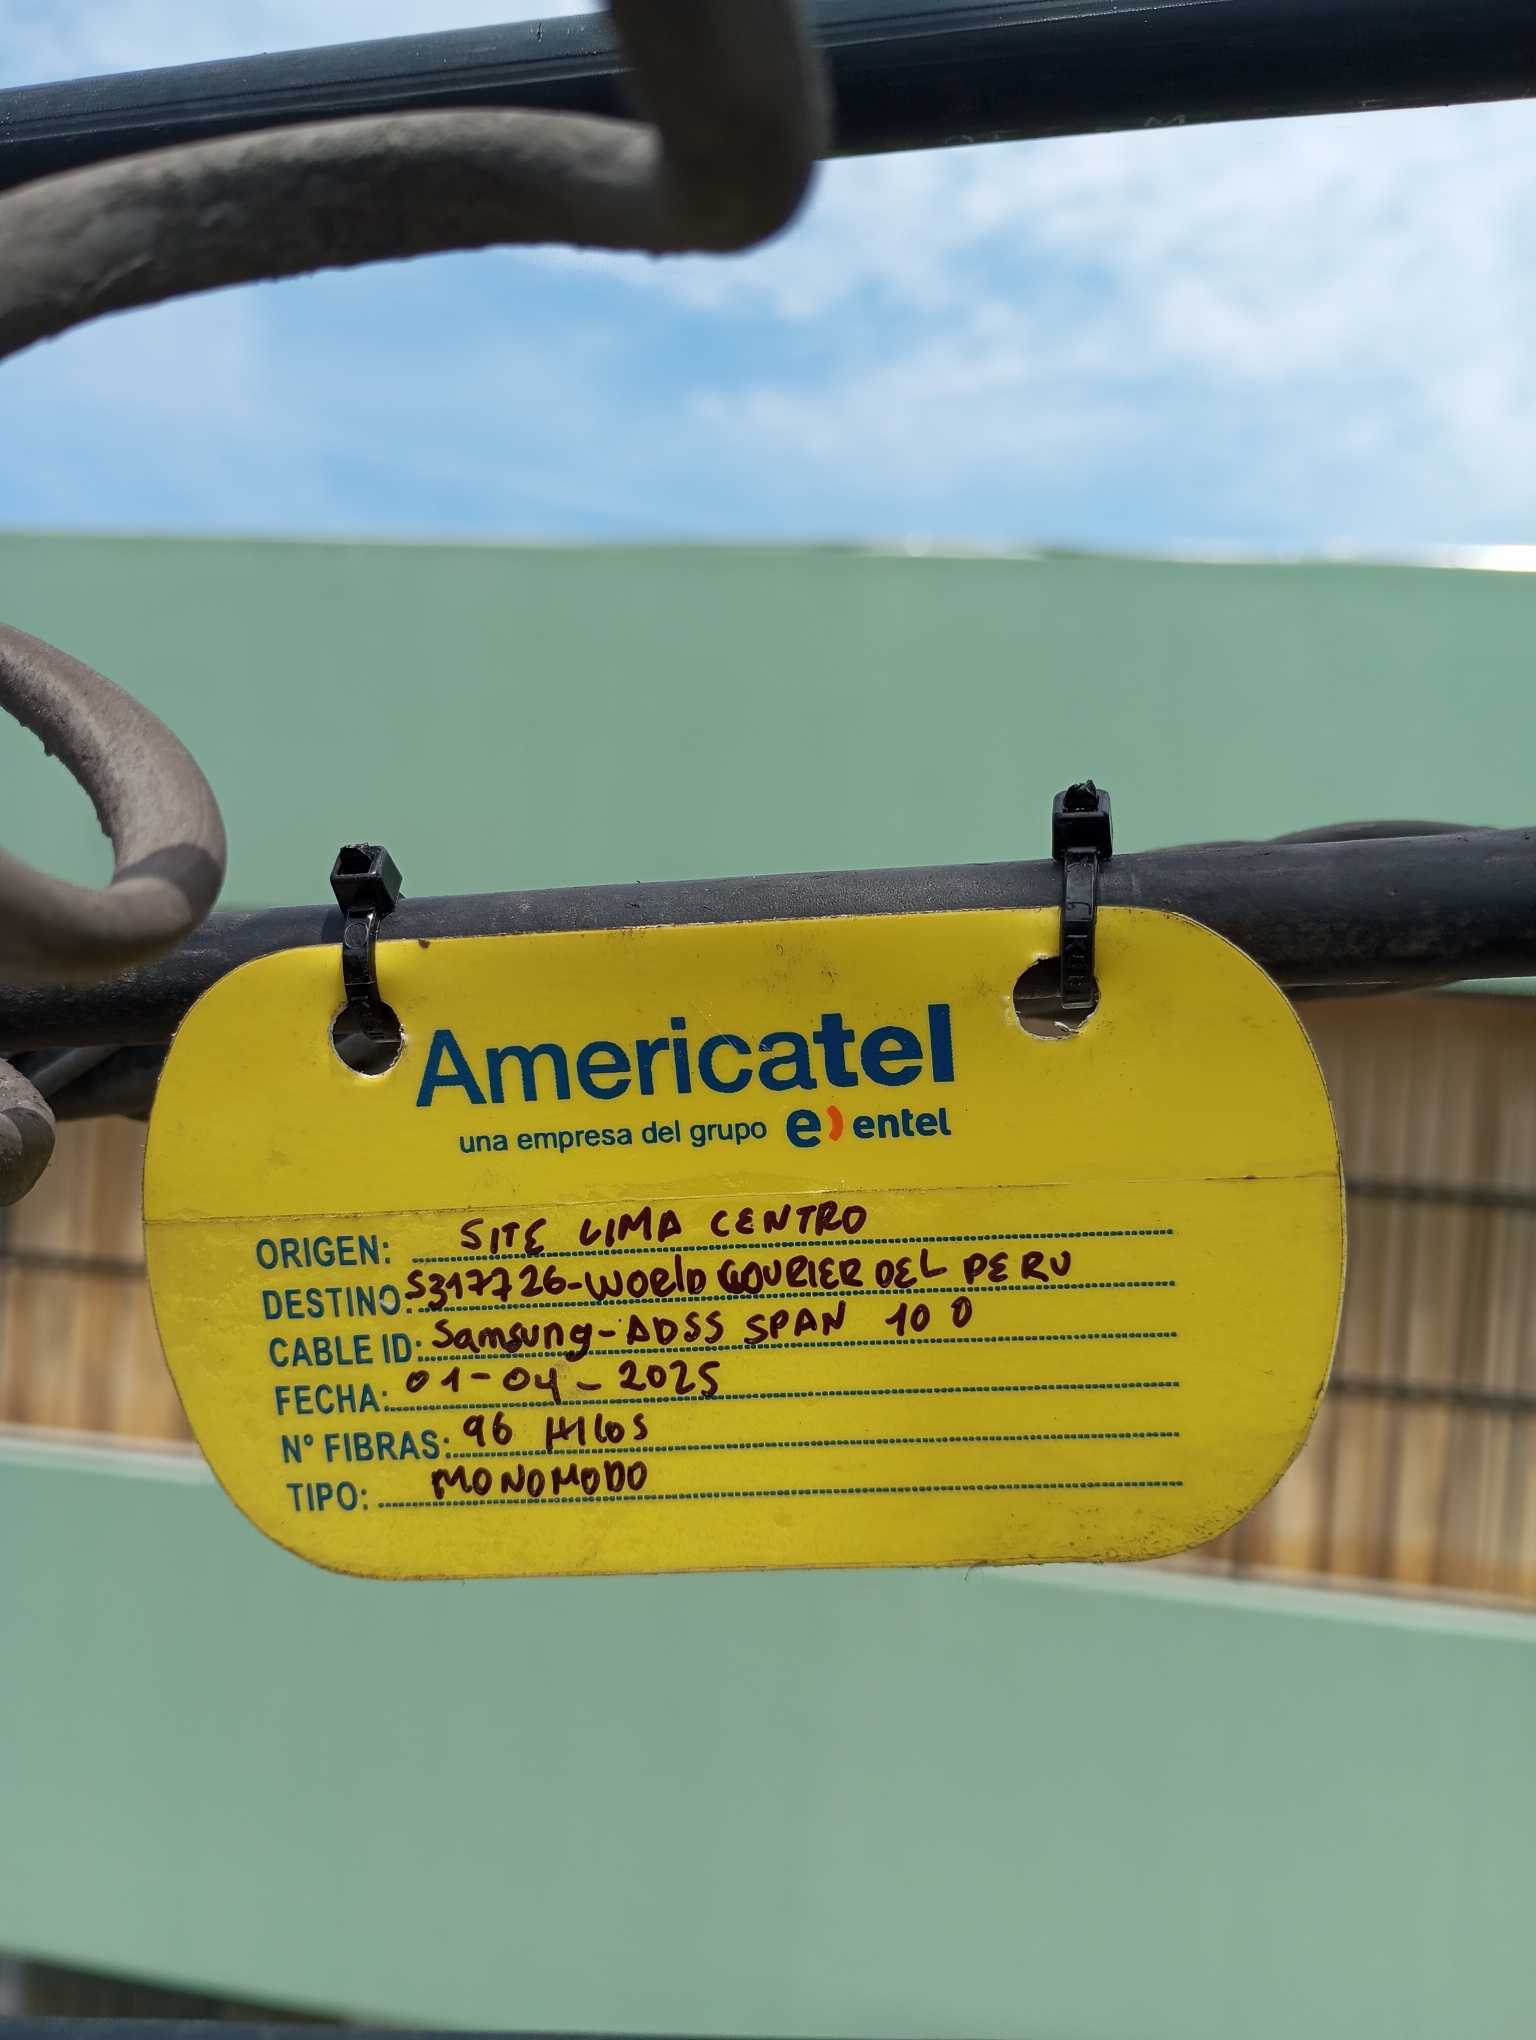 Americatel
una empresa del grupo e) entel
ORIGEN: SITE LIMA CENTRO
DESTINO: S317726-WORlD COURIER DEL PERU
CABLE ID: Samsung-ADSS SPAN 100
FECHA: 01-04-2025
N° FIBRAS: 96 HILOS
TIPO: MONOMODO